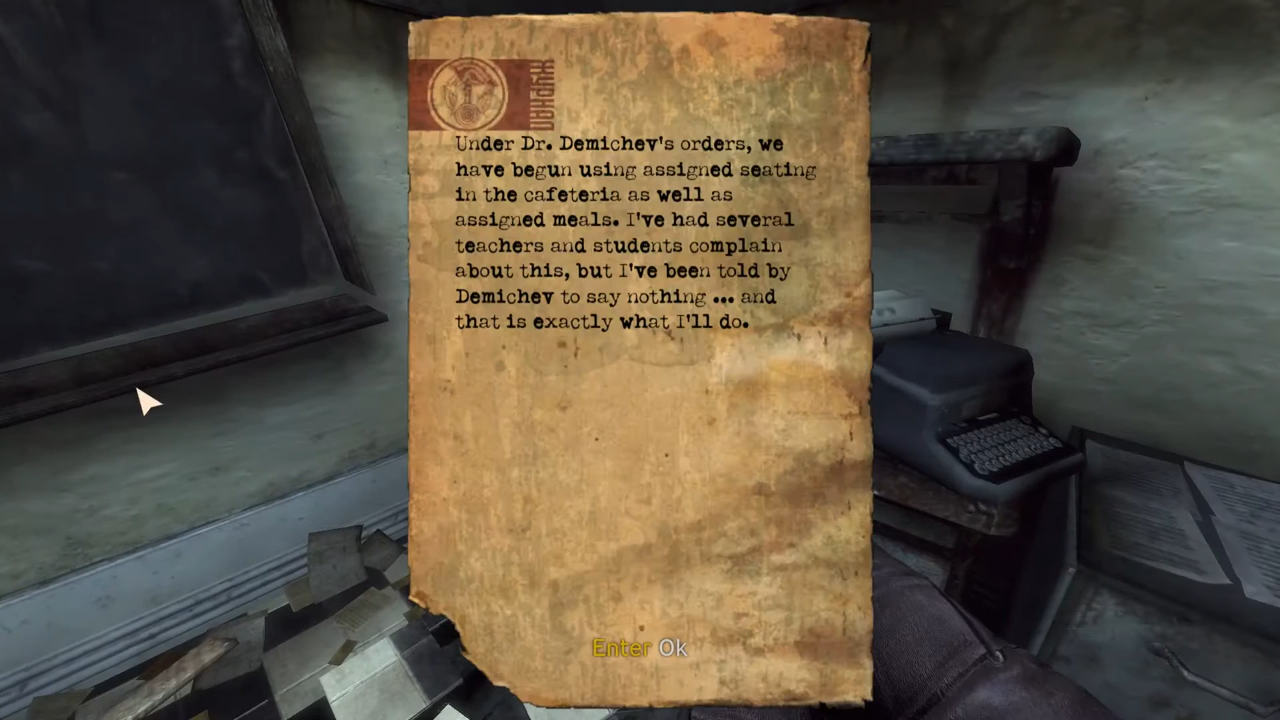 Under Dr. Demichev's orders, we
have begun using assigned seating
in the cafeteria as well as
assigned meals. I've had several
teachers and students complain
about this, but I've been told by
Demichev to say nothing ... and
that is exactly what I'll do.
Enter Ok